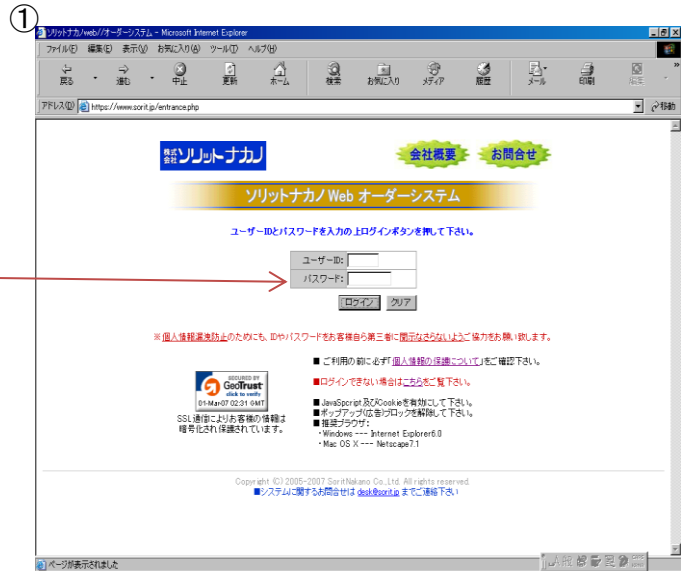 ①
ソリットナカノ/web//オーダーシステム - Microsoft Internet Explorer
ファイル(F) 編集(E) 表示(V) お気に入り(A) ツール(T) ヘルプ(H)
戻る 進む 中止 更新 ホーム 検索 お気に入り メディア 履歴 メール 印刷 »
アドレス(D) https://www.sorit.jp/entrance.php 移動
株式会社 ソリットナカノ 会社概要 お問合せ
ソリットナカノ Web オーダーシステム
ユーザーIDとパスワードを入力の上ログインボタンを押して下さい。
ユーザーID:
パスワード:
ログイン クリア
※個人情報漏洩防止のためにも、IDやパスワードをお客様自ら第三者に開示なさらないようご協力をお願い致します。
■ ご利用の前に必ず「個人情報の保護について」をご確認下さい。
■ログインできない場合はこちらをご覧下さい。
SECURED BY
GeoTrust
click to verify
01-Mar-07 02:31 GMT
SSL通信によりお客様の情報は
暗号化され保護されています。
■ JavaSpcript 及びCookieを有効にして下さい。
■ポップアップ(広告)ブロックを解除して下さい。
■推奨ブラウザ:
・Windows --- Internet Explorer6.0
・Mac OS X --- Netscape7.1
Copyright (C) 2005-2007 SoritNakano Co.,Ltd. All rights reserved.
■システムに関するお問合せは desk@sorit.jp までご連絡下さい
ページが表示されました